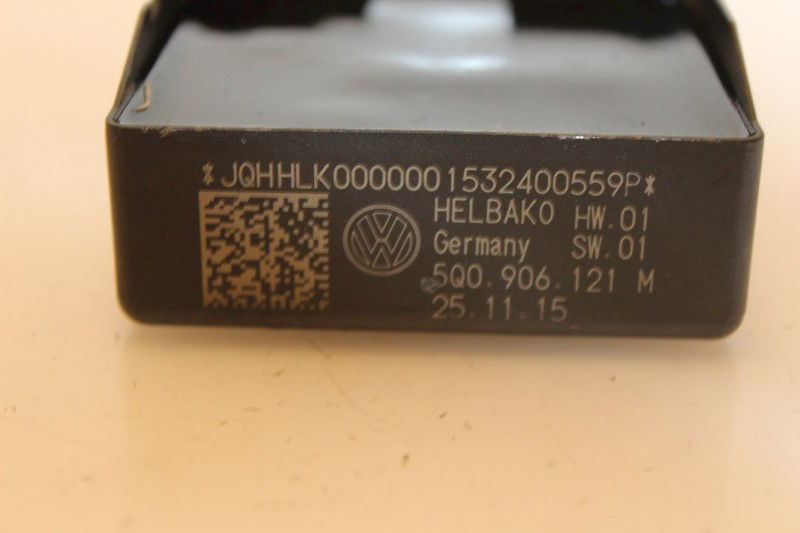 *JQHHLK0000001532400559P*
HELBAKO HW.01
Germany SW.01
5Q0.906.121 M
25.11.15